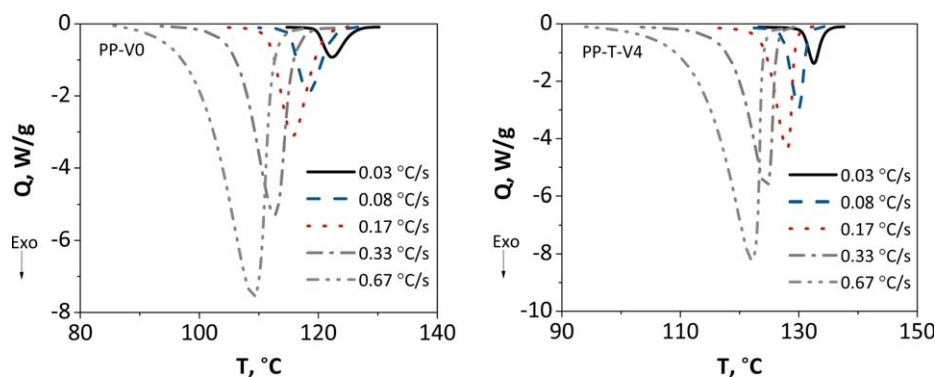 0
-2
-4
-6
-8
80
100
120
140
Q, W/g
T, °C
PP-V0
Exo
0.03 °C/s
0.08 °C/s
0.17 °C/s
0.33 °C/s
0.67 °C/s
0
-2
-4
-6
-8
-10
90
110
130
150
Q, W/g
T, °C
PP-T-V4
Exo
0.03 °C/s
0.08 °C/s
0.17 °C/s
0.33 °C/s
0.67 °C/s